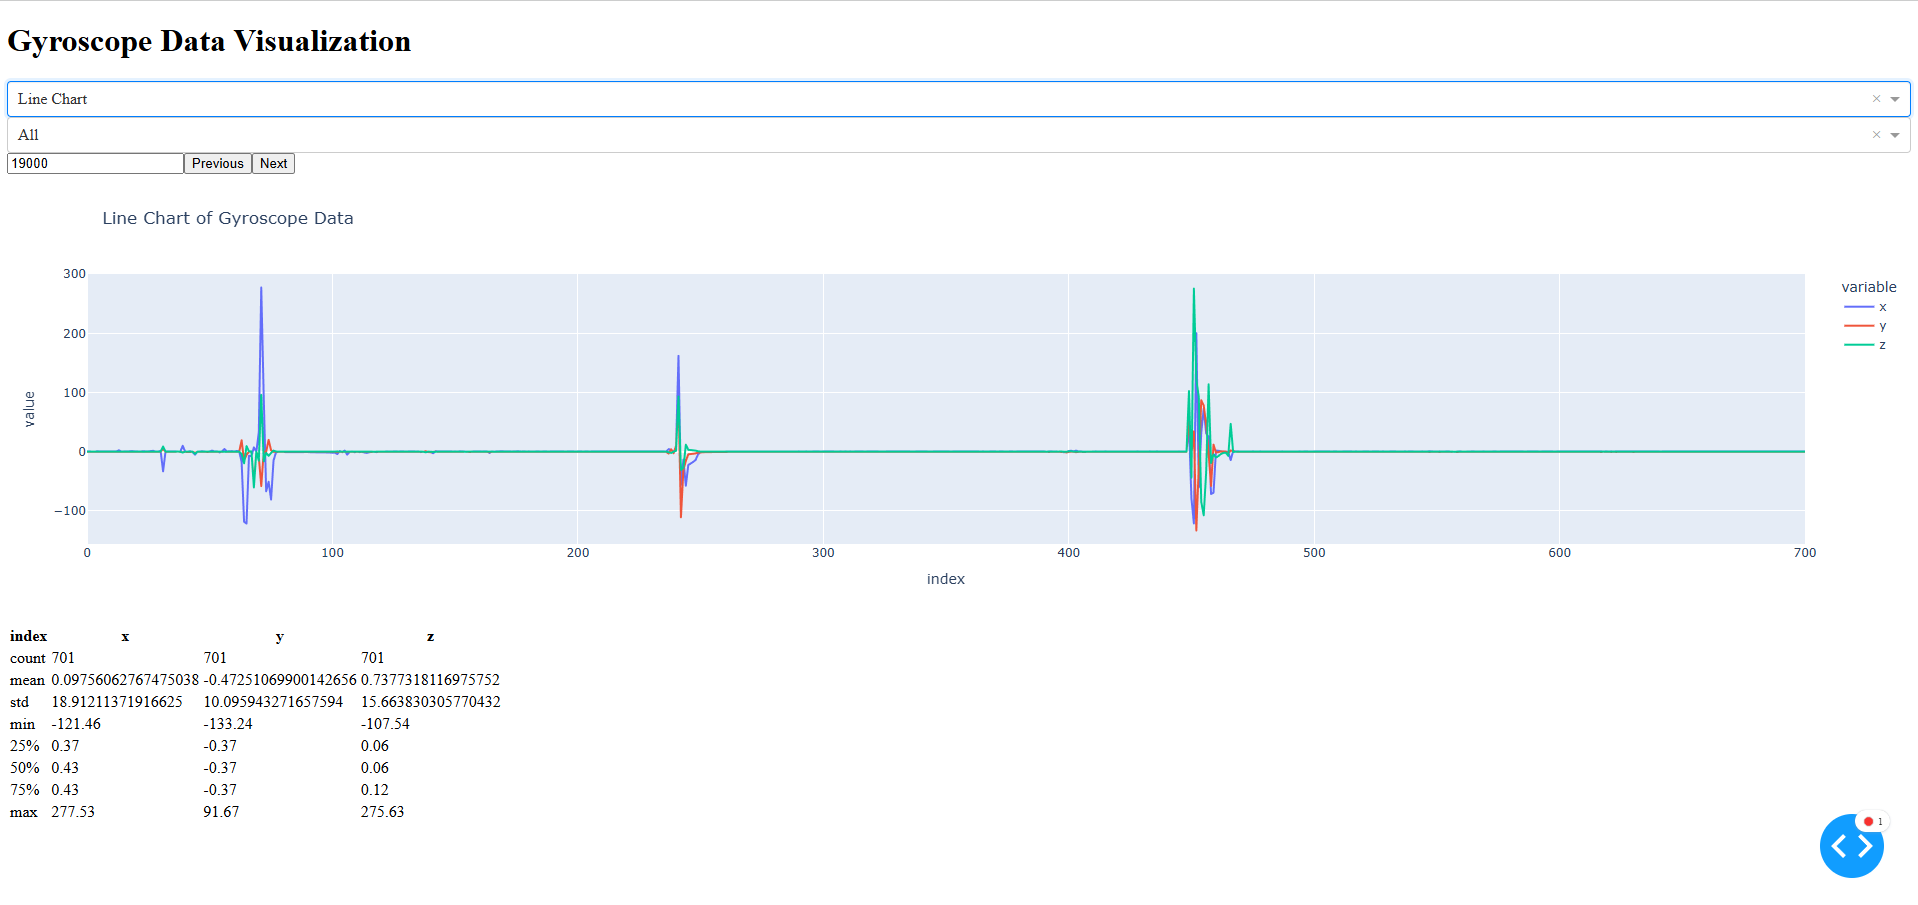 Gyroscope Data Visualization
Line Chart
All
19000 Previous Next
Line Chart of Gyroscope Data
300
200
100
0
−100
value
0 100 200 300 400 500 600 700
index
variable
x
y
z
index x y z
count 701 701 701
mean 0.09756062767475038 -0.47251069900142656 0.7377318116975752
std 18.91211371916625 10.095943271657594 15.663830305770432
min -121.46 -133.24 -107.54
25% 0.37 -0.37 0.06
50% 0.43 -0.37 0.06
75% 0.43 -0.37 0.12
max 277.53 91.67 275.63
1